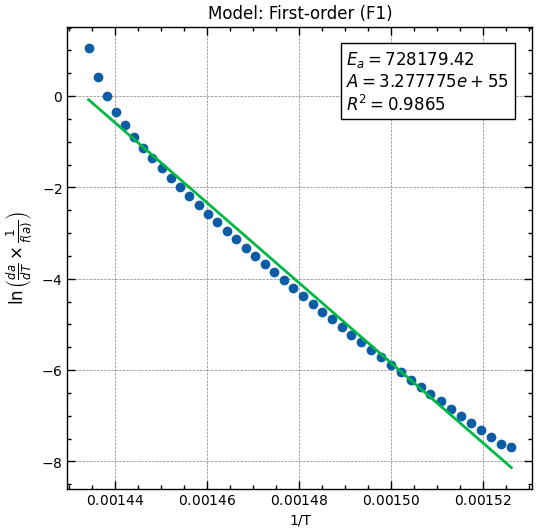 Model: First-order (F1)
E_a = 728179.42
A = 3.277775e + 55
R^2 = 0.9865
0
−2
−4
−6
−8
ln (da/dT × 1/f(a))
0.00144 0.00146 0.00148 0.00150 0.00152
1/T